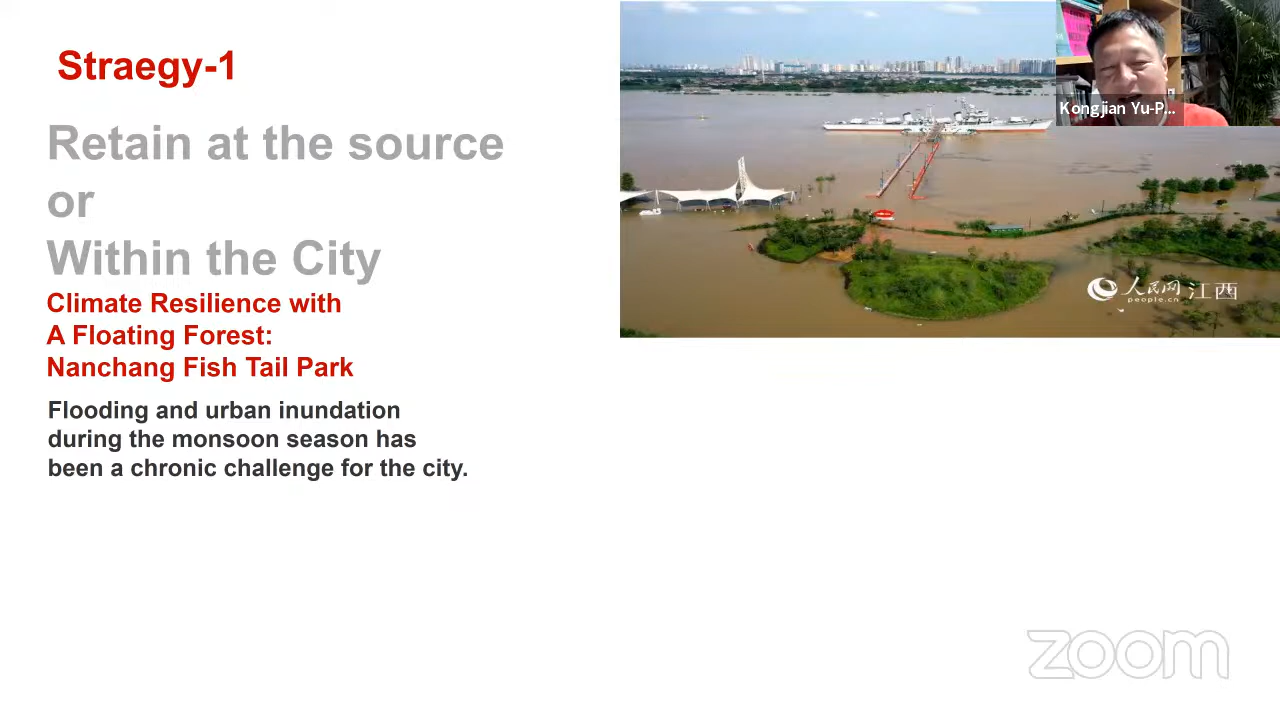 Straegy-1
Retain at the source
or
Within the City
Climate Resilience with
A Floating Forest:
Nanchang Fish Tail Park
Flooding and urban inundation
during the monsoon season has
been a chronic challenge for the city.
Kongjian Yu-P...
人民网 江西
people.cn
zoom